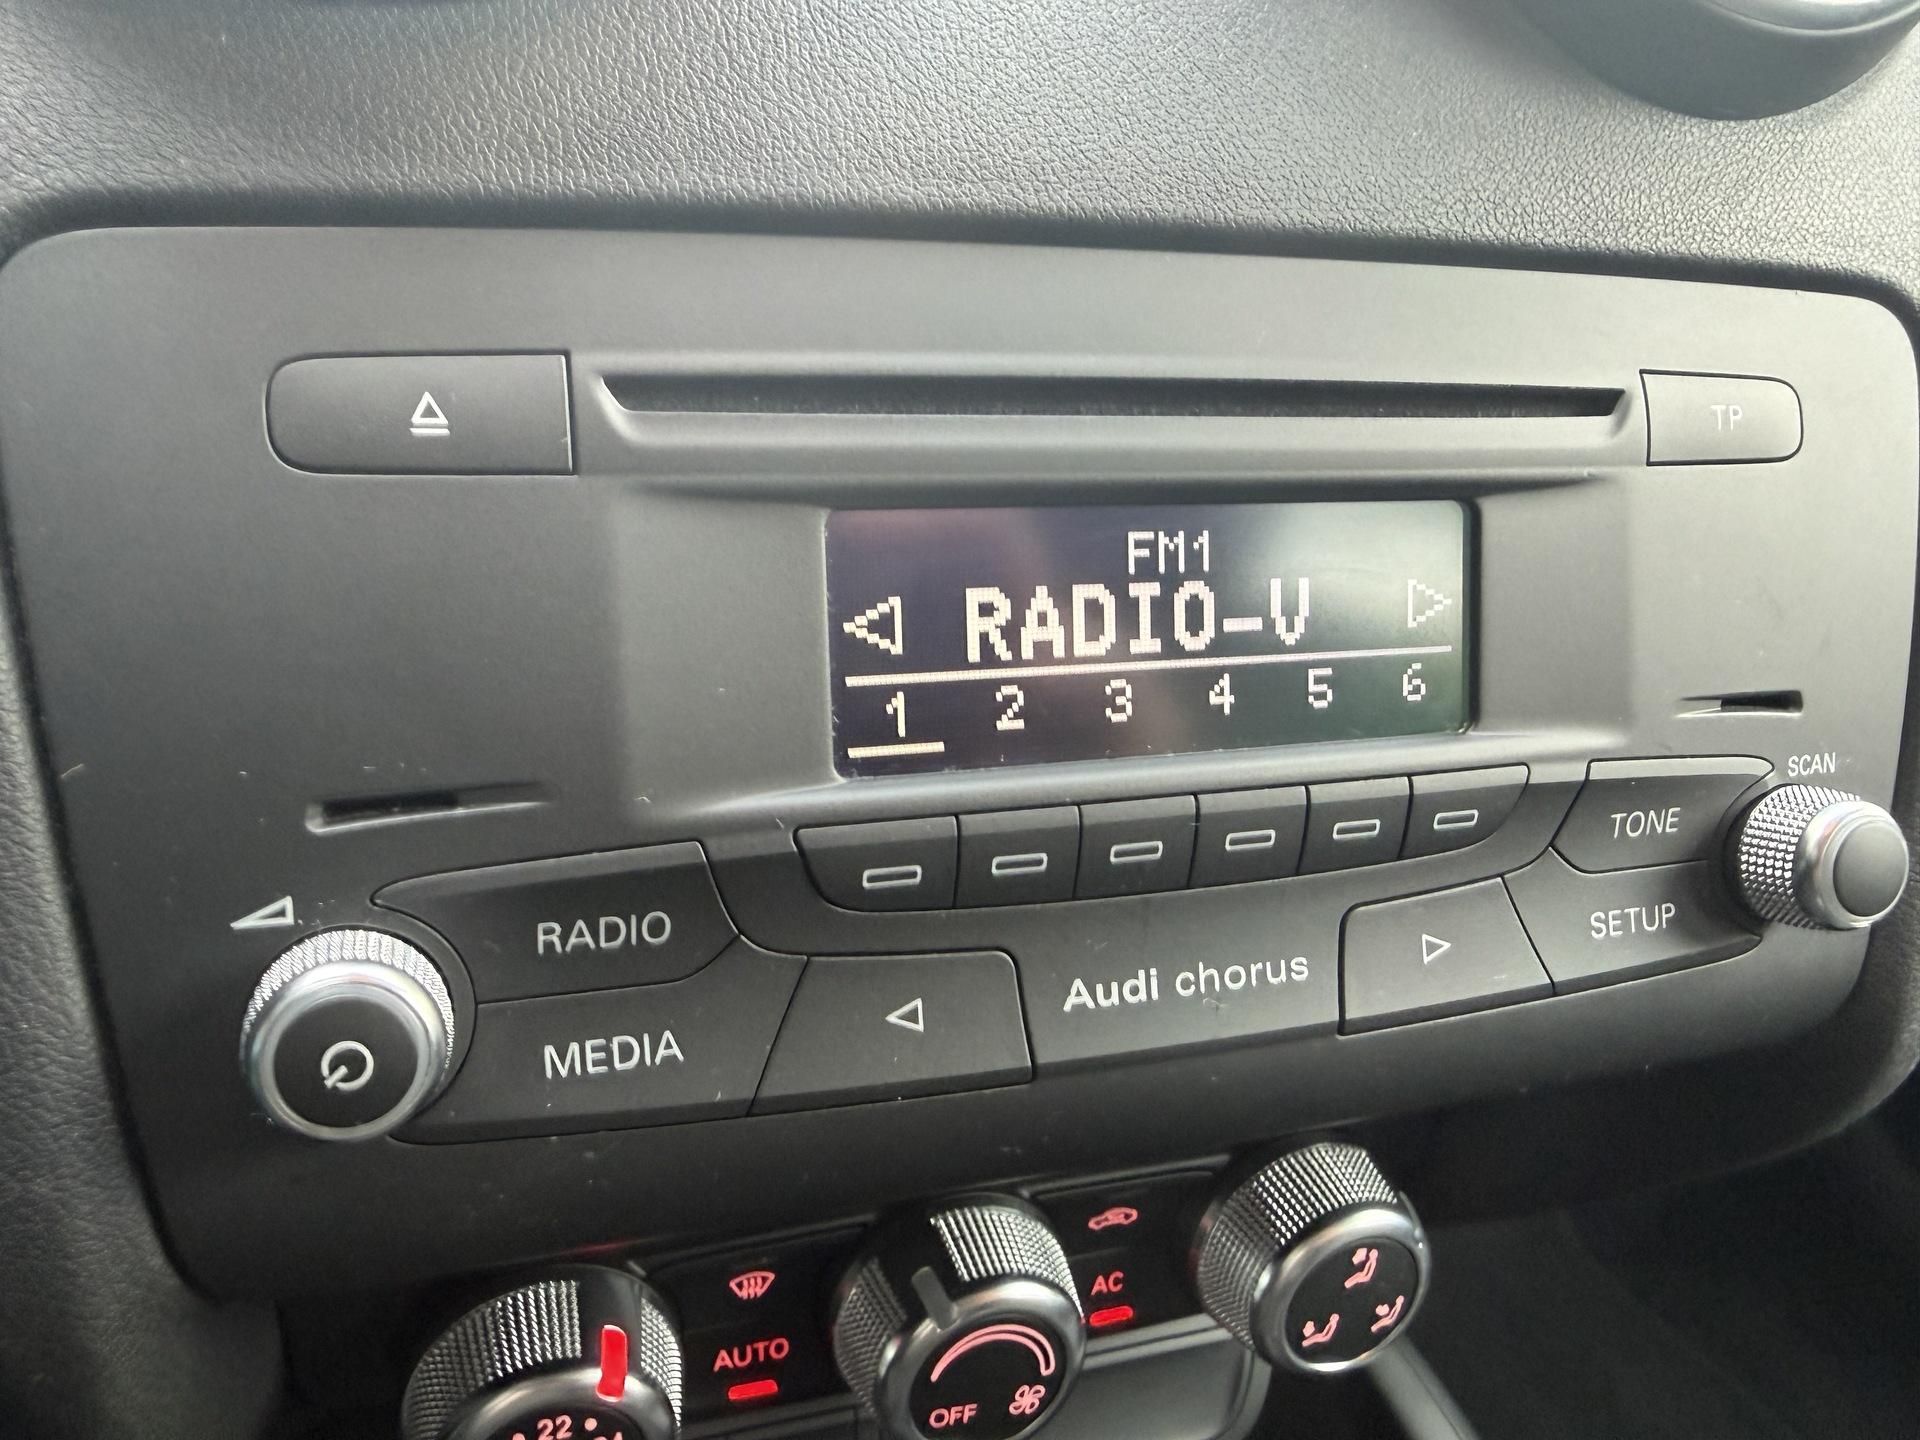 TP
FM1
RADIO-V
1 2 3 4 5 6
SCAN
TONE
RADIO
SETUP
Audi chorus
MEDIA
AC
AUTO
OFF
22